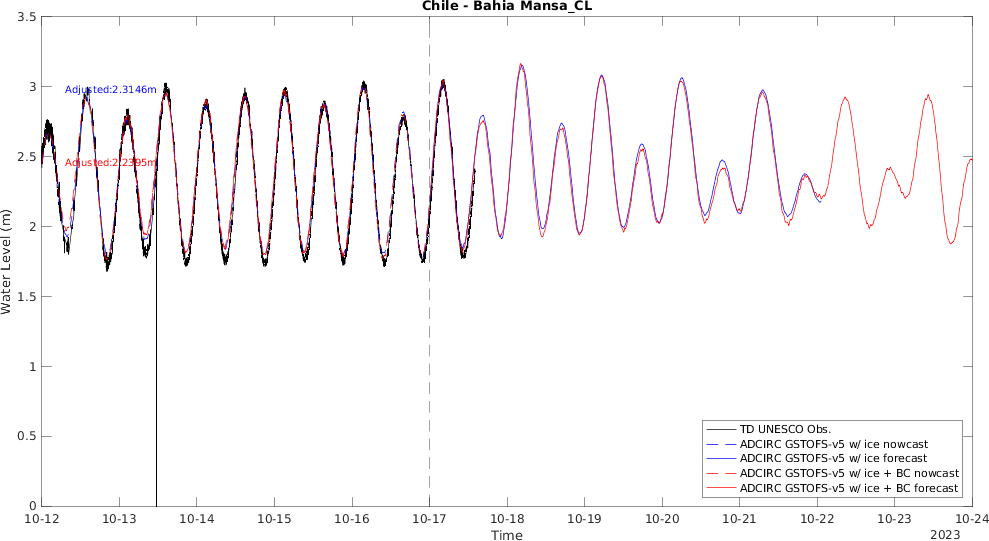 Chile - Bahia Mansa_CL
3.5
3
2.5
2
1.5
1
0.5
0
Water Level (m)
Adjusted:2.3146m
Adjusted:2.2395m
TD UNESCO Obs.
ADCIRC GSTOFS-v5 w/ ice nowcast
ADCIRC GSTOFS-v5 w/ ice forecast
ADCIRC GSTOFS-v5 w/ ice + BC nowcast
ADCIRC GSTOFS-v5 w/ ice + BC forecast
10-12 10-13 10-14 10-15 10-16 10-17 10-18 10-19 10-20 10-21 10-22 10-23 10-24
Time
2023